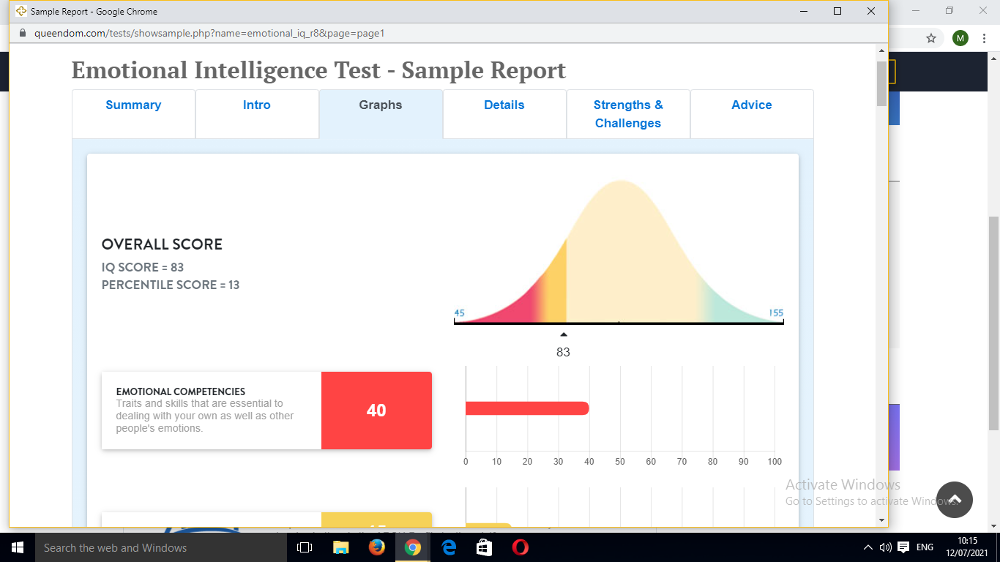 Sample Report - Google Chrome
queendom.com/tests/showsample.php?name=emotional_iq_r8&page=page1
M
Emotional Intelligence Test - Sample Report
Summary
Intro
Graphs
Details
Strengths &
Challenges
Advice
OVERALL SCORE
IQ SCORE = 83
PERCENTILE SCORE = 13
45
155
83
EMOTIONAL COMPETENCIES
Traits and skills that are essential to
dealing with your own as well as other
people's emotions.
40
0 10 20 30 40 50 60 70 80 90 100
Activate Windows
Go to Settings to activate Windows.
Search the web and Windows
ENG
10:15
12/07/2021